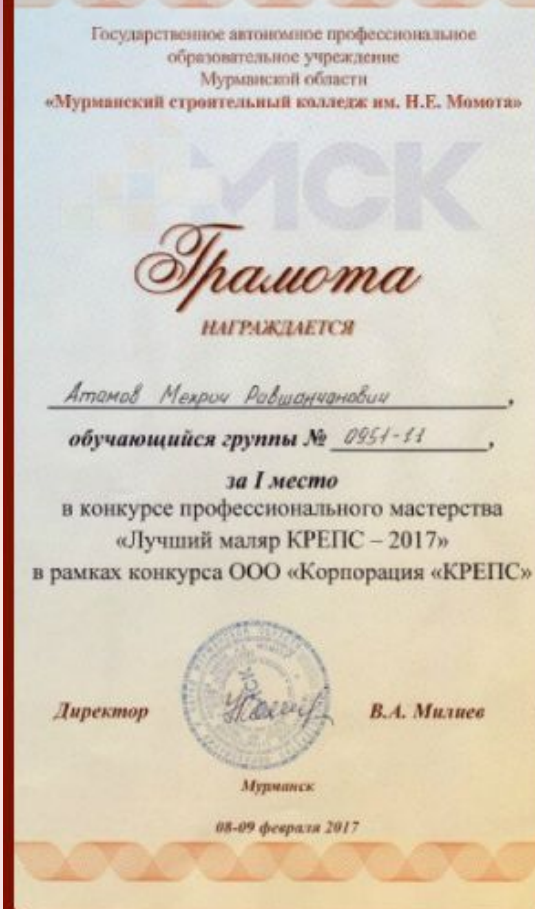 Государственное автономное профессиональное
образовательное учреждение
Мурманской области
«Мурманский строительный колледж им. Н.Е. Момота»
МСК
Грамота
НАГРАЖДАЕТСЯ
Атамов Мехрич Равшанчанович,
обучающийся группы № 0951-11,
за I место
в конкурсе профессионального мастерства
«Лучший маляр КРЕПС – 2017»
в рамках конкурса ООО «Корпорация «КРЕПС»
Директор
В.А. Милиев
Мурманск
08-09 февраля 2017